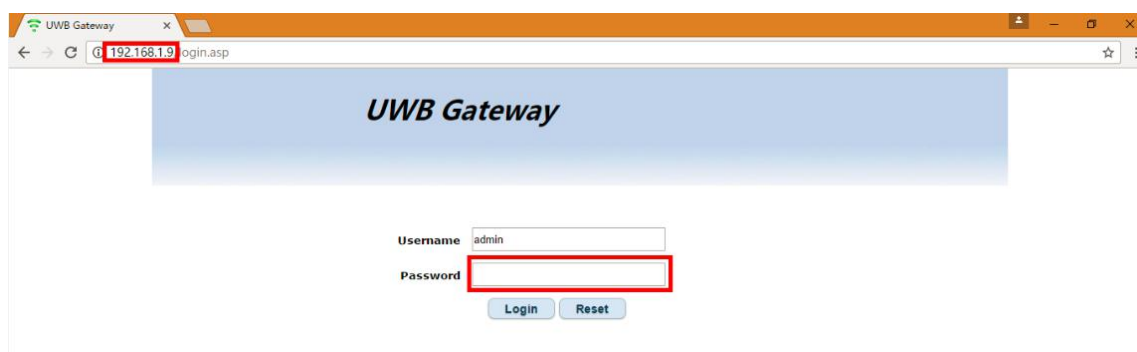 UWB Gateway
192.168.1.9/login.asp
UWB Gateway
Username admin
Password
Login Reset